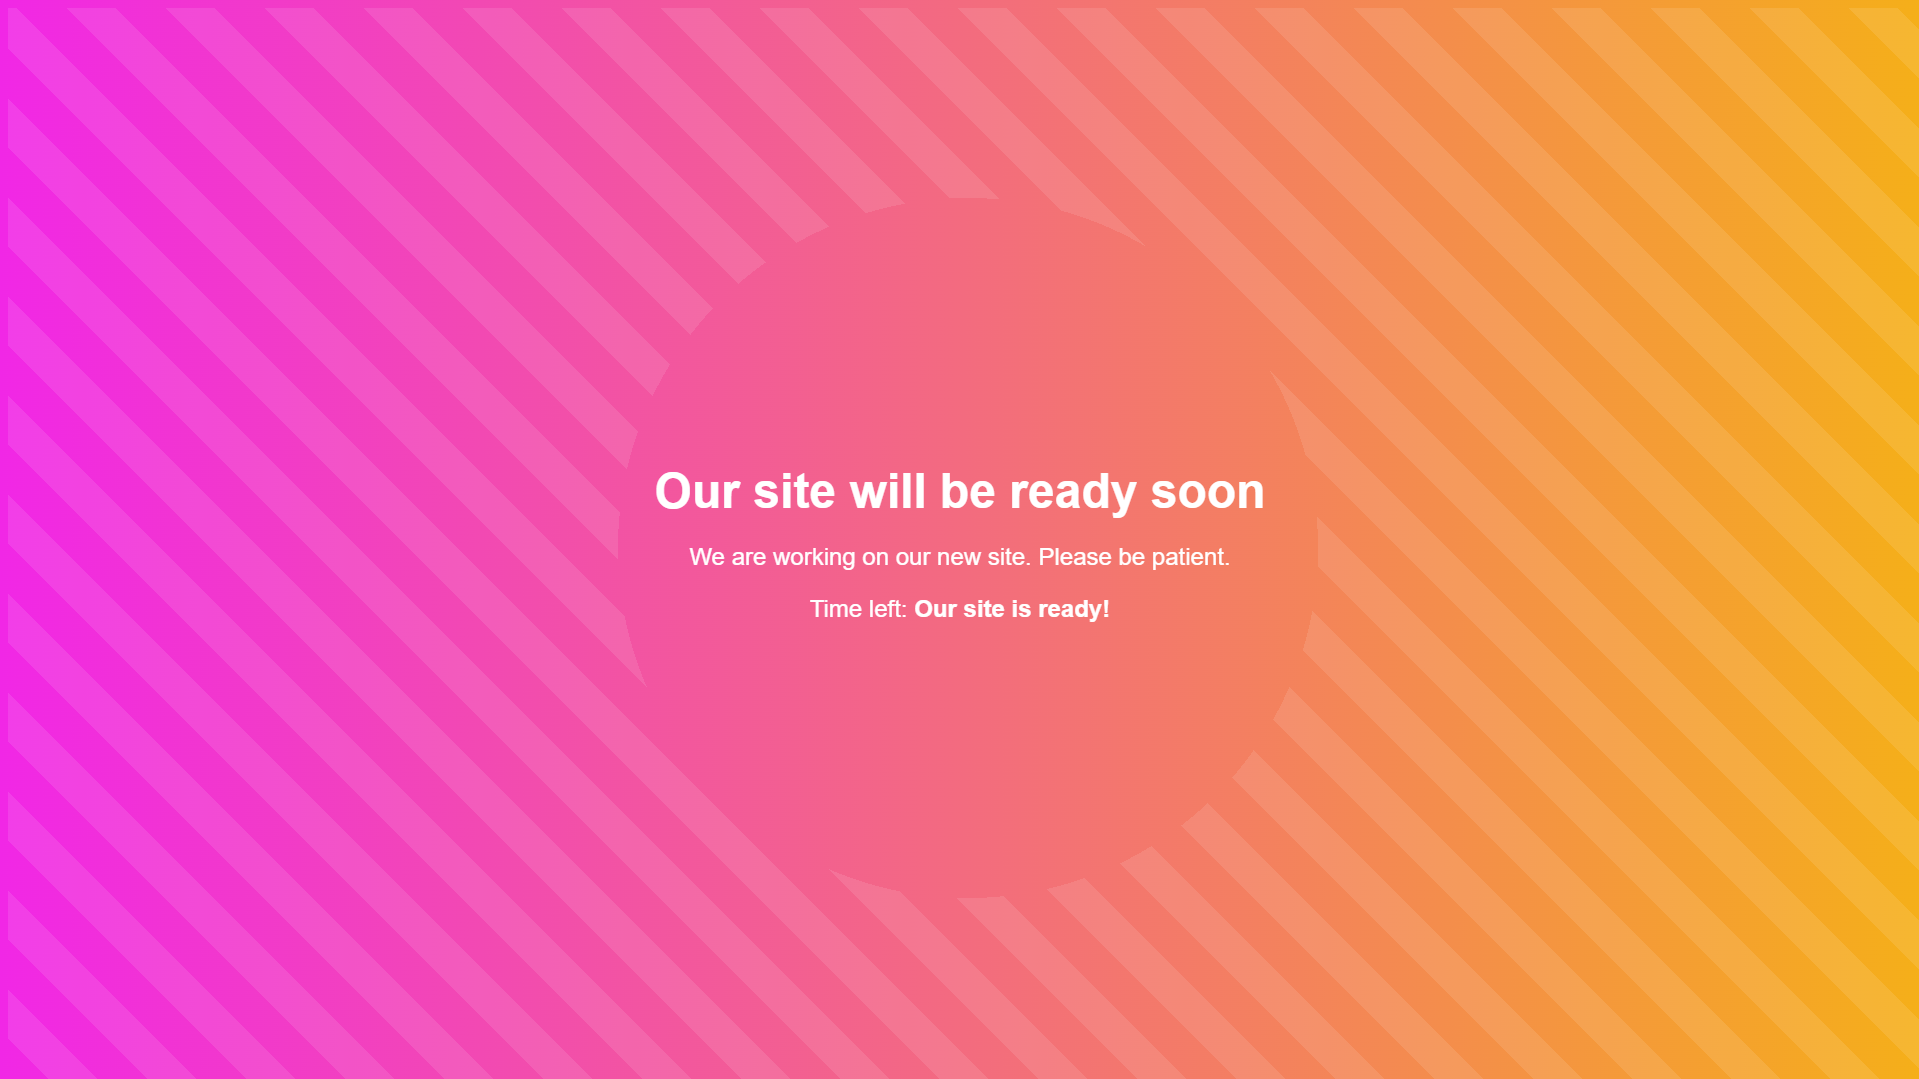 Our site will be ready soon
We are working on our new site. Please be patient.
Time left: Our site is ready!